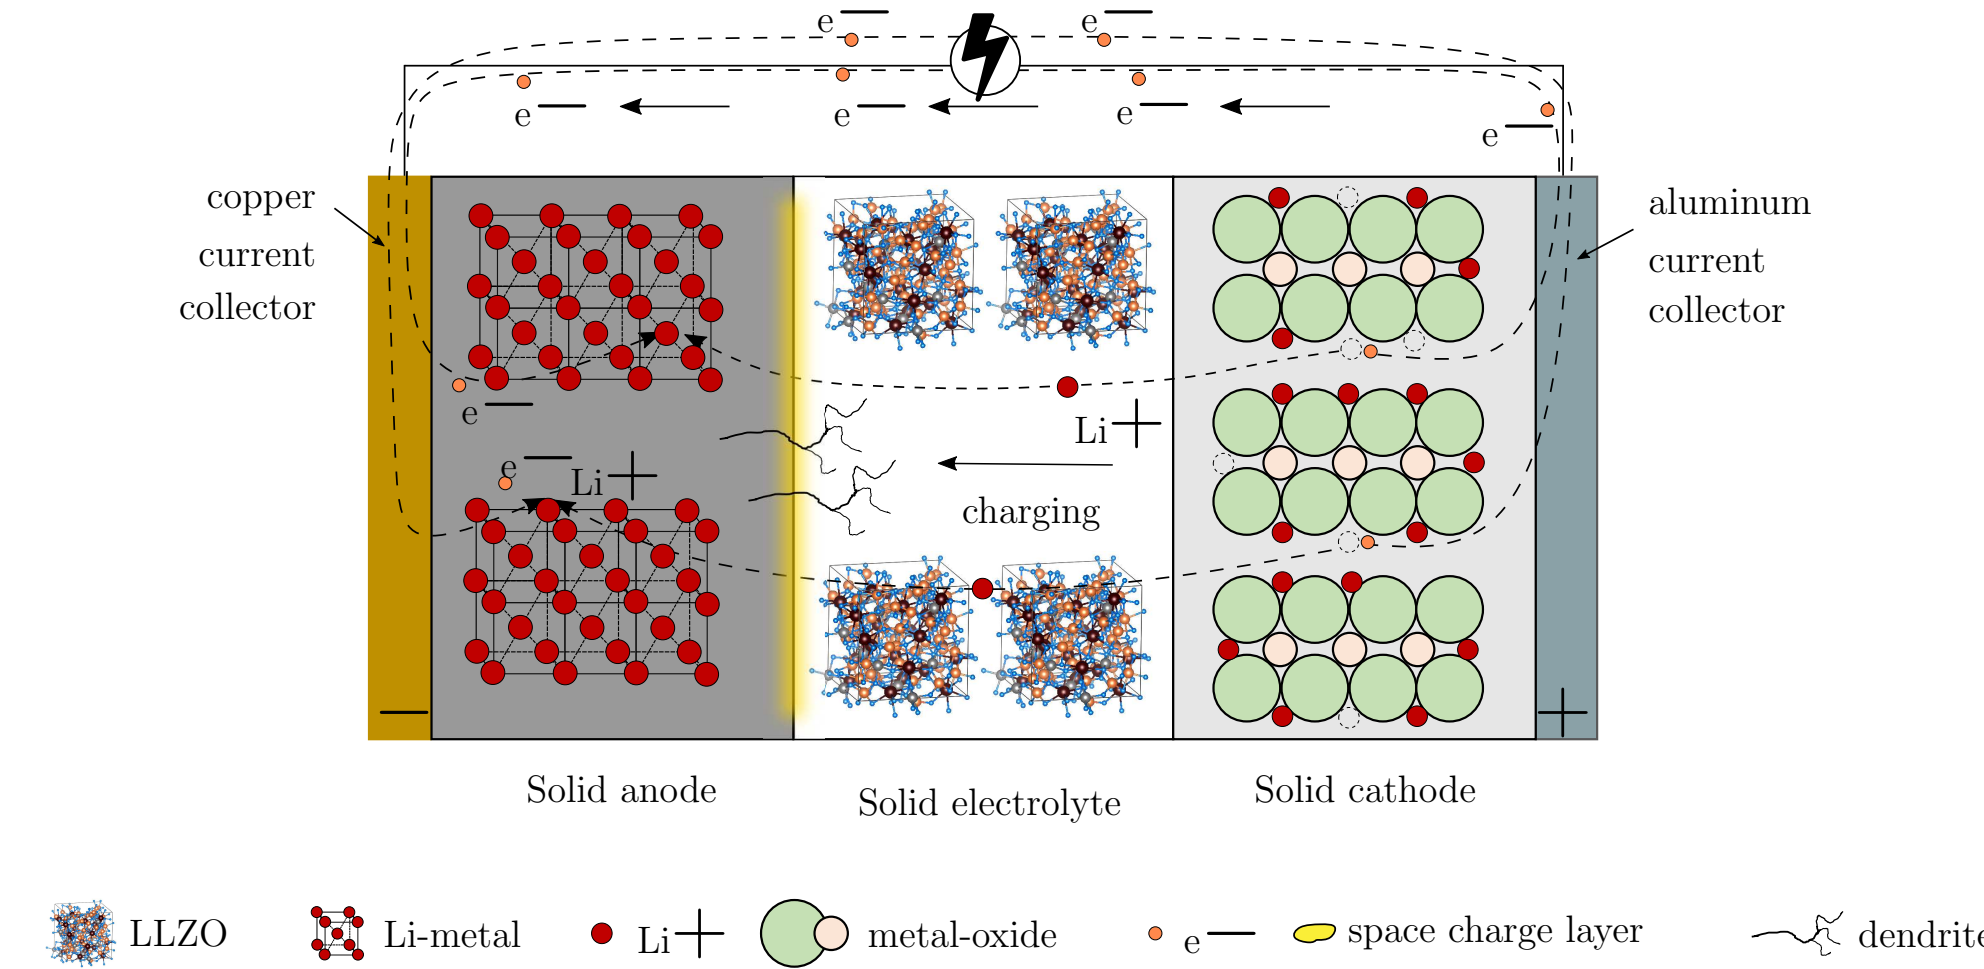 e—
e—
e—
e—
e—
e—
copper
current
collector
aluminum
current
collector
e—
Li+
e—
Li+
charging
—
+
Solid anode
Solid electrolyte
Solid cathode
LLZO
Li-metal
Li+
metal-oxide
e—
space charge layer
dendrite